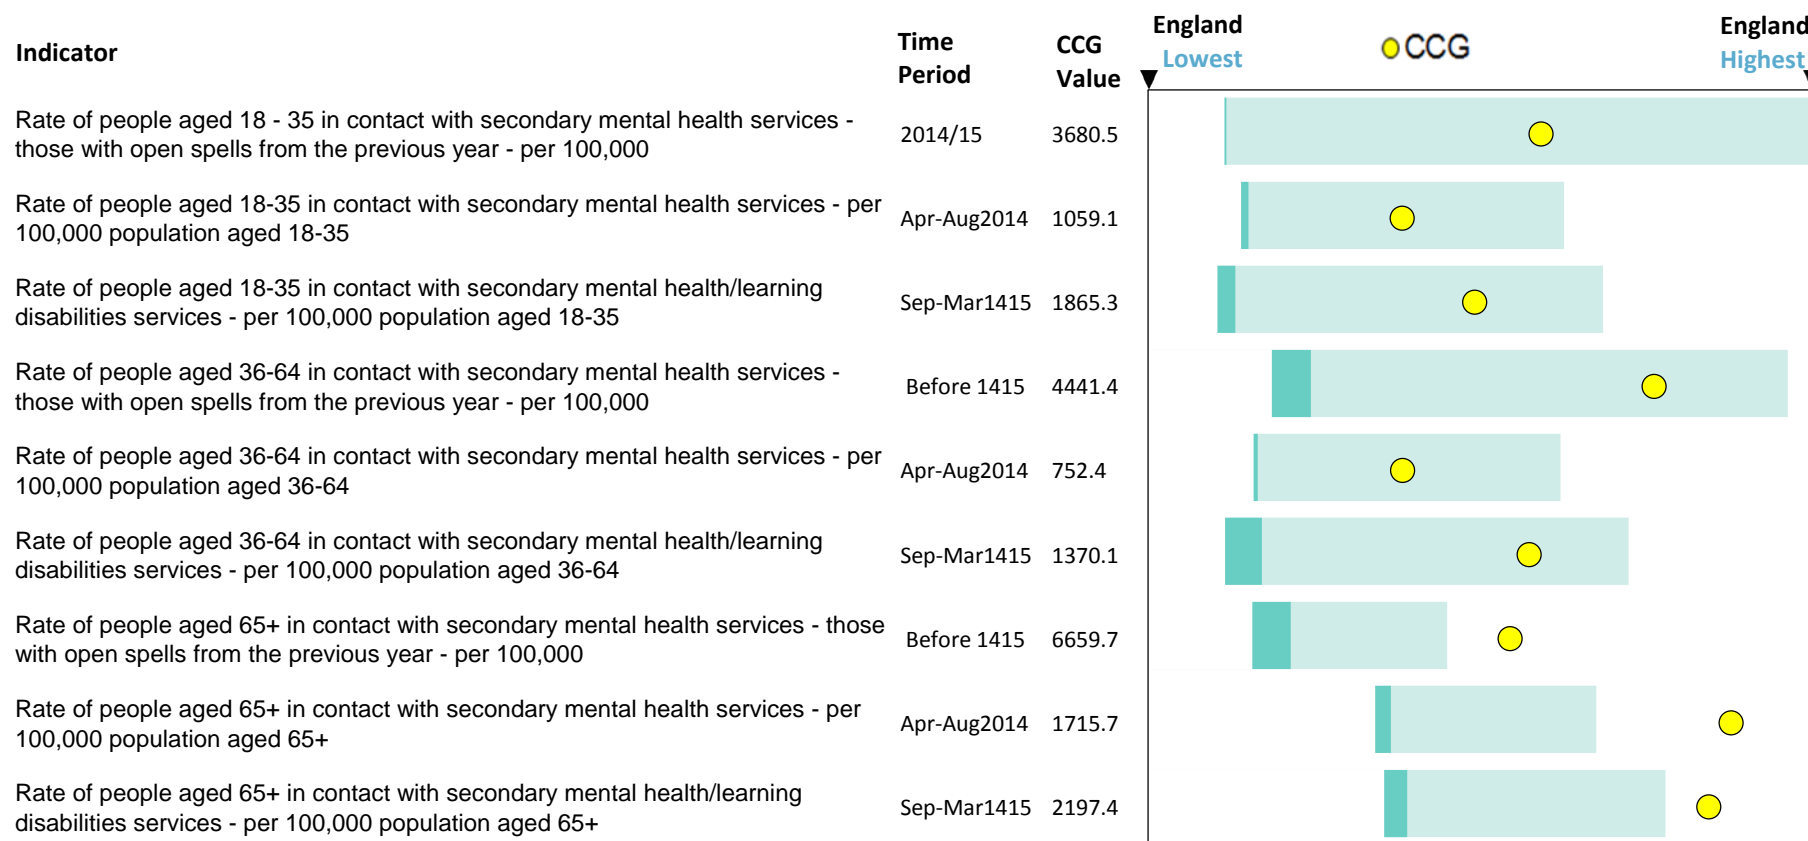 Indicator
Time Period
CCG Value
England Lowest
CCG
England Highest
Rate of people aged 18 - 35 in contact with secondary mental health services -
those with open spells from the previous year - per 100,000
2014/15
3680.5
Rate of people aged 18-35 in contact with secondary mental health services - per
100,000 population aged 18-35
Apr-Aug2014
1059.1
Rate of people aged 18-35 in contact with secondary mental health/learning
disabilities services - per 100,000 population aged 18-35
Sep-Mar1415
1865.3
Rate of people aged 36-64 in contact with secondary mental health services -
those with open spells from the previous year - per 100,000
Before 1415
4441.4
Rate of people aged 36-64 in contact with secondary mental health services - per
100,000 population aged 36-64
Apr-Aug2014
752.4
Rate of people aged 36-64 in contact with secondary mental health/learning
disabilities services - per 100,000 population aged 36-64
Sep-Mar1415
1370.1
Rate of people aged 65+ in contact with secondary mental health services - those
with open spells from the previous year - per 100,000
Before 1415
6659.7
Rate of people aged 65+ in contact with secondary mental health services - per
100,000 population aged 65+
Apr-Aug2014
1715.7
Rate of people aged 65+ in contact with secondary mental health/learning
disabilities services - per 100,000 population aged 65+
Sep-Mar1415
2197.4